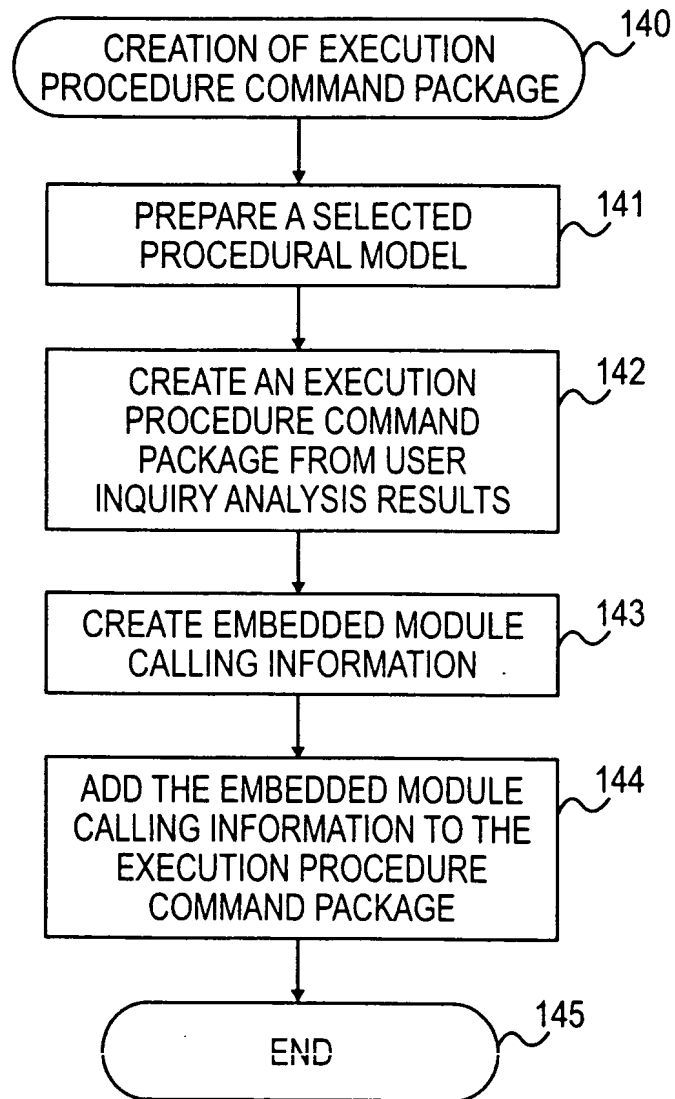 CREATION OF EXECUTION
PROCEDURE COMMAND PACKAGE
140
PREPARE A SELECTED
PROCEDURAL MODEL
141
CREATE AN EXECUTION
PROCEDURE COMMAND
PACKAGE FROM USER
INQUIRY ANALYSIS RESULTS
142
CREATE EMBEDDED MODULE
CALLING INFORMATION
143
ADD THE EMBEDDED MODULE
CALLING INFORMATION TO THE
EXECUTION PROCEDURE
COMMAND PACKAGE
144
END
145